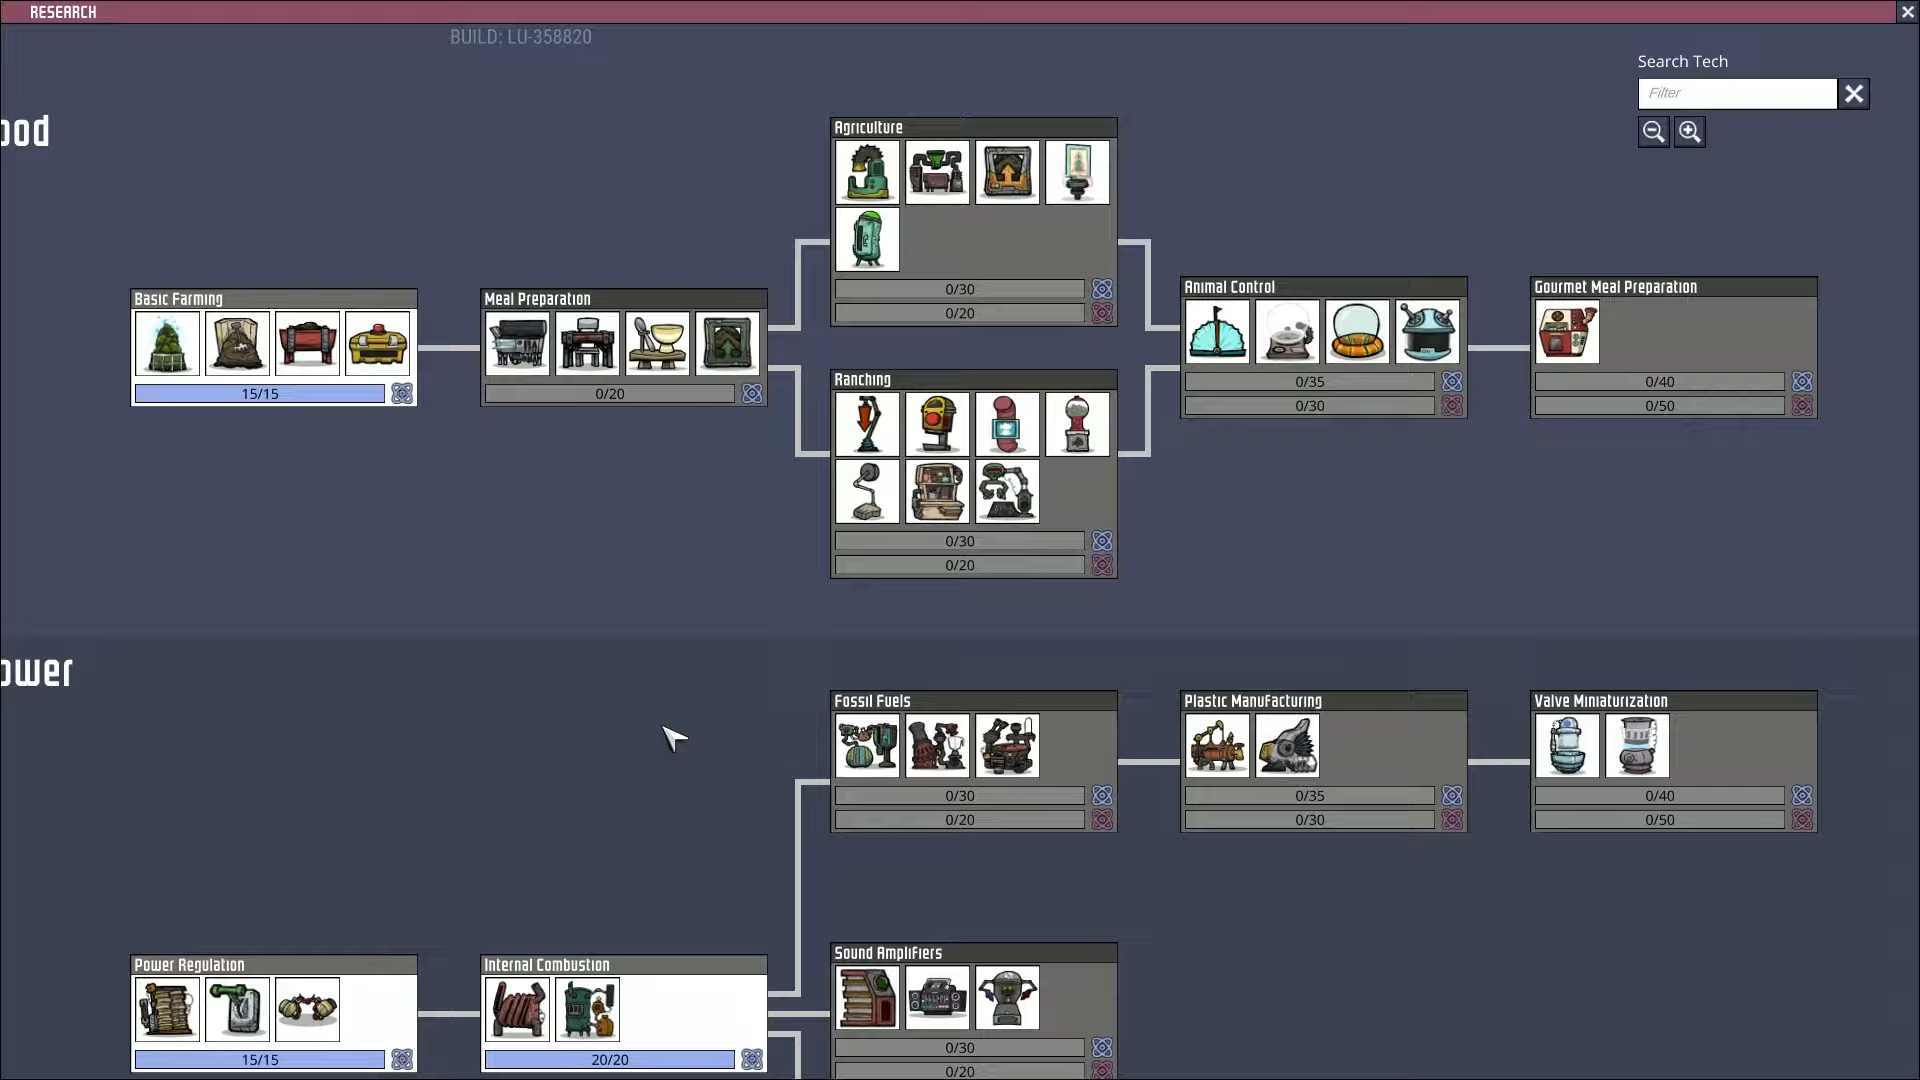 RESEARCH
BUILD: LU-358820
Search Tech
Filter
ood
Agriculture
0/30
0/20
Basic Farming
15/15
Meal Preparation
0/20
Ranching
0/30
0/20
Animal Control
0/35
0/30
Gourmet Meal Preparation
0/40
0/50
ower
Fossil Fuels
0/30
0/20
Plastic Manufacturing
0/35
0/30
Valve Miniaturization
0/40
0/50
Power Regulation
15/15
Internal Combustion
20/20
Sound Amplifiers
0/30
0/20